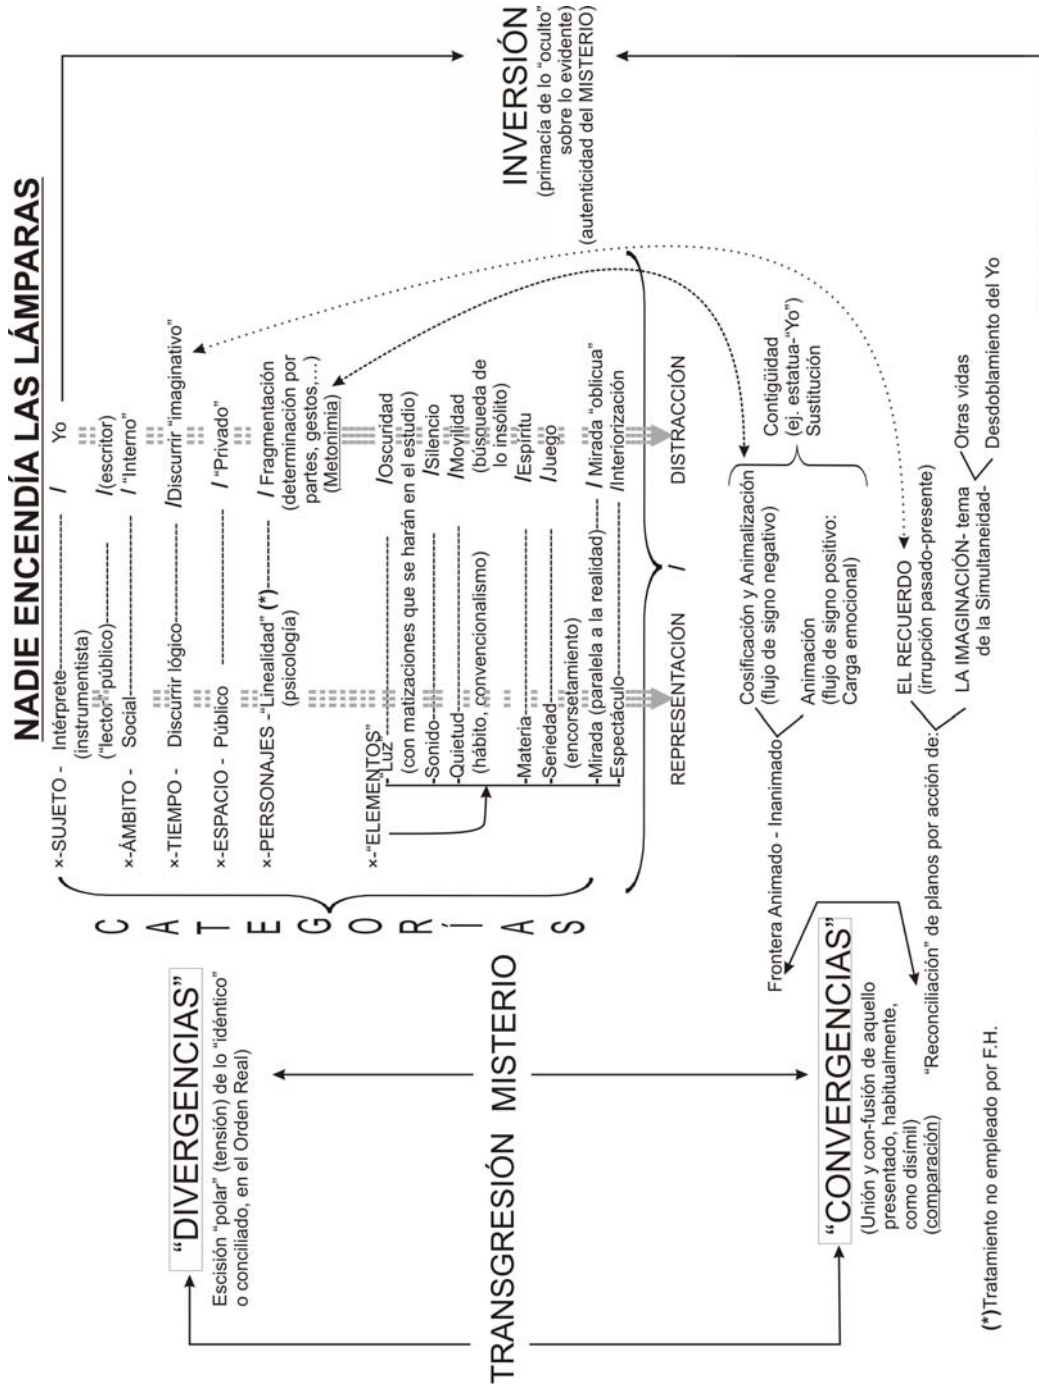 NADIE ENCENDÍA LAS LÁMPARAS
"DIVERGENCIAS"
Escisión "polar" (tensión) de lo "idéntico"
o conciliado, en el Orden Real)
CATEGORíAS
×-SUJETO - Intérprete-------------------/ Yo
(instrumentista)
("lector" público)---------/(escritor)
×-ÁMBITO - Social-------------------/ "Interno"
×-TIEMPO - Discurrir lógico---------/Discurrir "imaginativo"
×-ESPACIO - Público -------------------/ "Privado"
×-PERSONAJES -"Linealidad" (*)---------/ Fragmentación
(psicología)
(determinación por
partes, gestos,...)
(Metonimia)
×-"ELEMENTOS"
-"Luz"-------------------/Oscuridad
(con matizaciones que se harán en el estudio)
-Sonido-------------------/Silencio
-Quietud-------------------/Movilidad
(hábito, convencionalismo)
(búsqueda de
lo insólito)
-Materia-------------------/Espíritu
-Seriedad-------------------/Juego
(encorsetamiento)
-Mirada (paralela a la realidad)-----/ Mirada "oblicua"
-Espectáculo-------------------/Interiorización
REPRESENTACIÓN / DISTRACCIÓN
TRANSGRESIÓN MISTERIO
INVERSIÓN
(primacía de lo "oculto"
sobre lo evidente)
(autenticidad del MISTERIO)
"CONVERGENCIAS"
(Unión y con-fusión de aquello
presentado, habitualmente,
como disímil)
(comparación)
Frontera Animado - Inanimado
Cosificación y Animalización
(flujo de signo negativo)
Animación
(flujo de signo positivo:
Carga emocional)
Contigüidad
(ej. estatua-"Yo")
Sustitución
"Reconciliación" de planos por acción de:
EL RECUERDO
(irrupción pasado-presente)
LA IMAGINACIÓN- tema
de la Simultaneidad-
Otras vidas
Desdoblamiento del Yo
(*)Tratamiento no empleado por F.H.